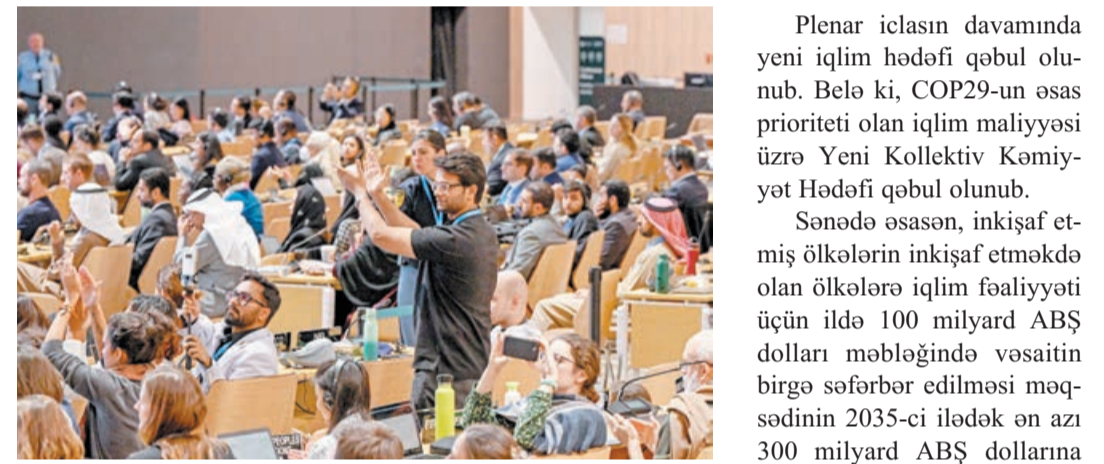 Plenar iclasın davamında
yeni iqlim hədəfi qəbul olu-
nub. Belə ki, COP29-un əsas
prioriteti olan iqlim maliyyəsi
üzrə Yeni Kollektiv Kəmiy-
yət Hədəfi qəbul olunub.
Sənədə əsasən, inkişaf et-
miş ölkələrin inkişaf etməkdə
olan ölkələrə iqlim fəaliyyəti
üçün ildə 100 milyard ABŞ
dolları məbləğində vəsaitin
birgə səfərbər edilməsi məq-
sədinin 2035-ci ilədək ən azı
300 milyard ABŞ dollarına